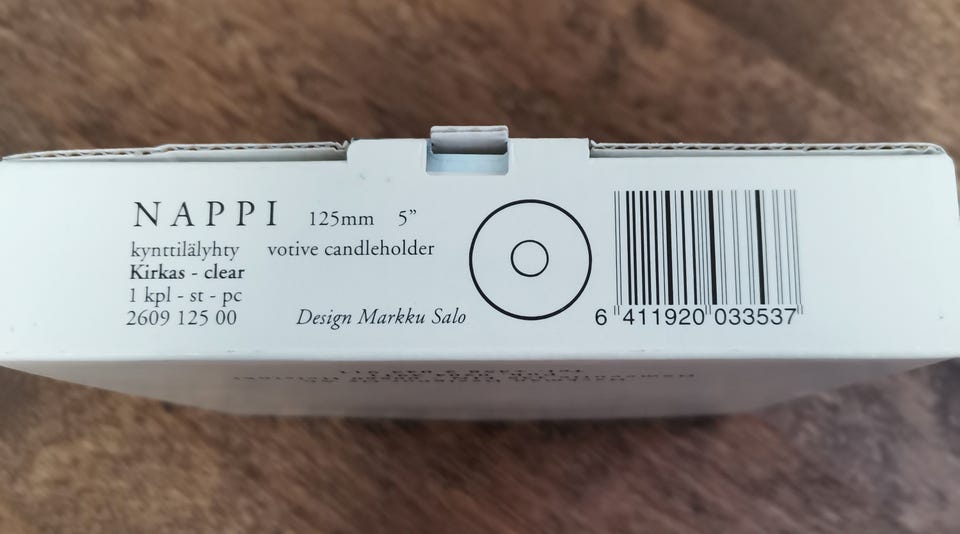 NAPPI 125mm 5”
kynttilälyhty votive candleholder
Kirkas - clear
1 kpl - st - pc
2609 125 00
Design Markku Salo
6 411920 033537